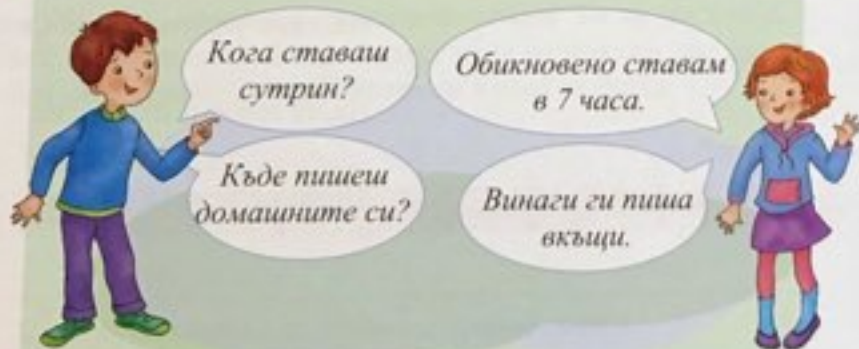 Кога ставаш
сутрин?
Обикновено ставам
в 7 часа.
Къде пишеш
домашните си?
Винаги ги пиша
вкъщи.